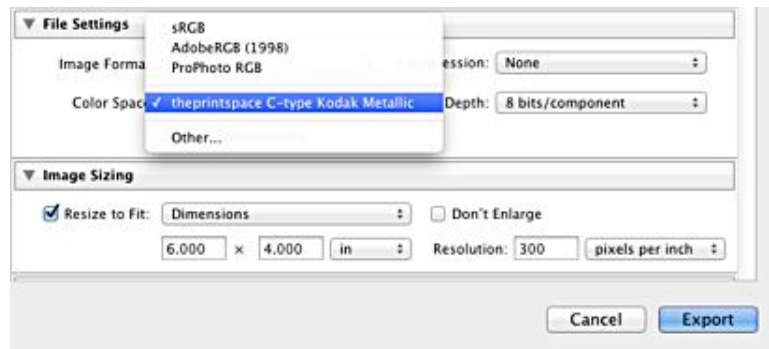 ▼ File Settings
sRGB
AdobeRGB (1998)
ProPhoto RGB
Image Forma
ession: None
Color Spac ✓ theprintspace C-type Kodak Metallic Depth: 8 bits/component
Other...
▼ Image Sizing
Resize to Fit: Dimensions Don't Enlarge
6.000 × 4.000 in Resolution: 300 pixels per inch
Cancel Export